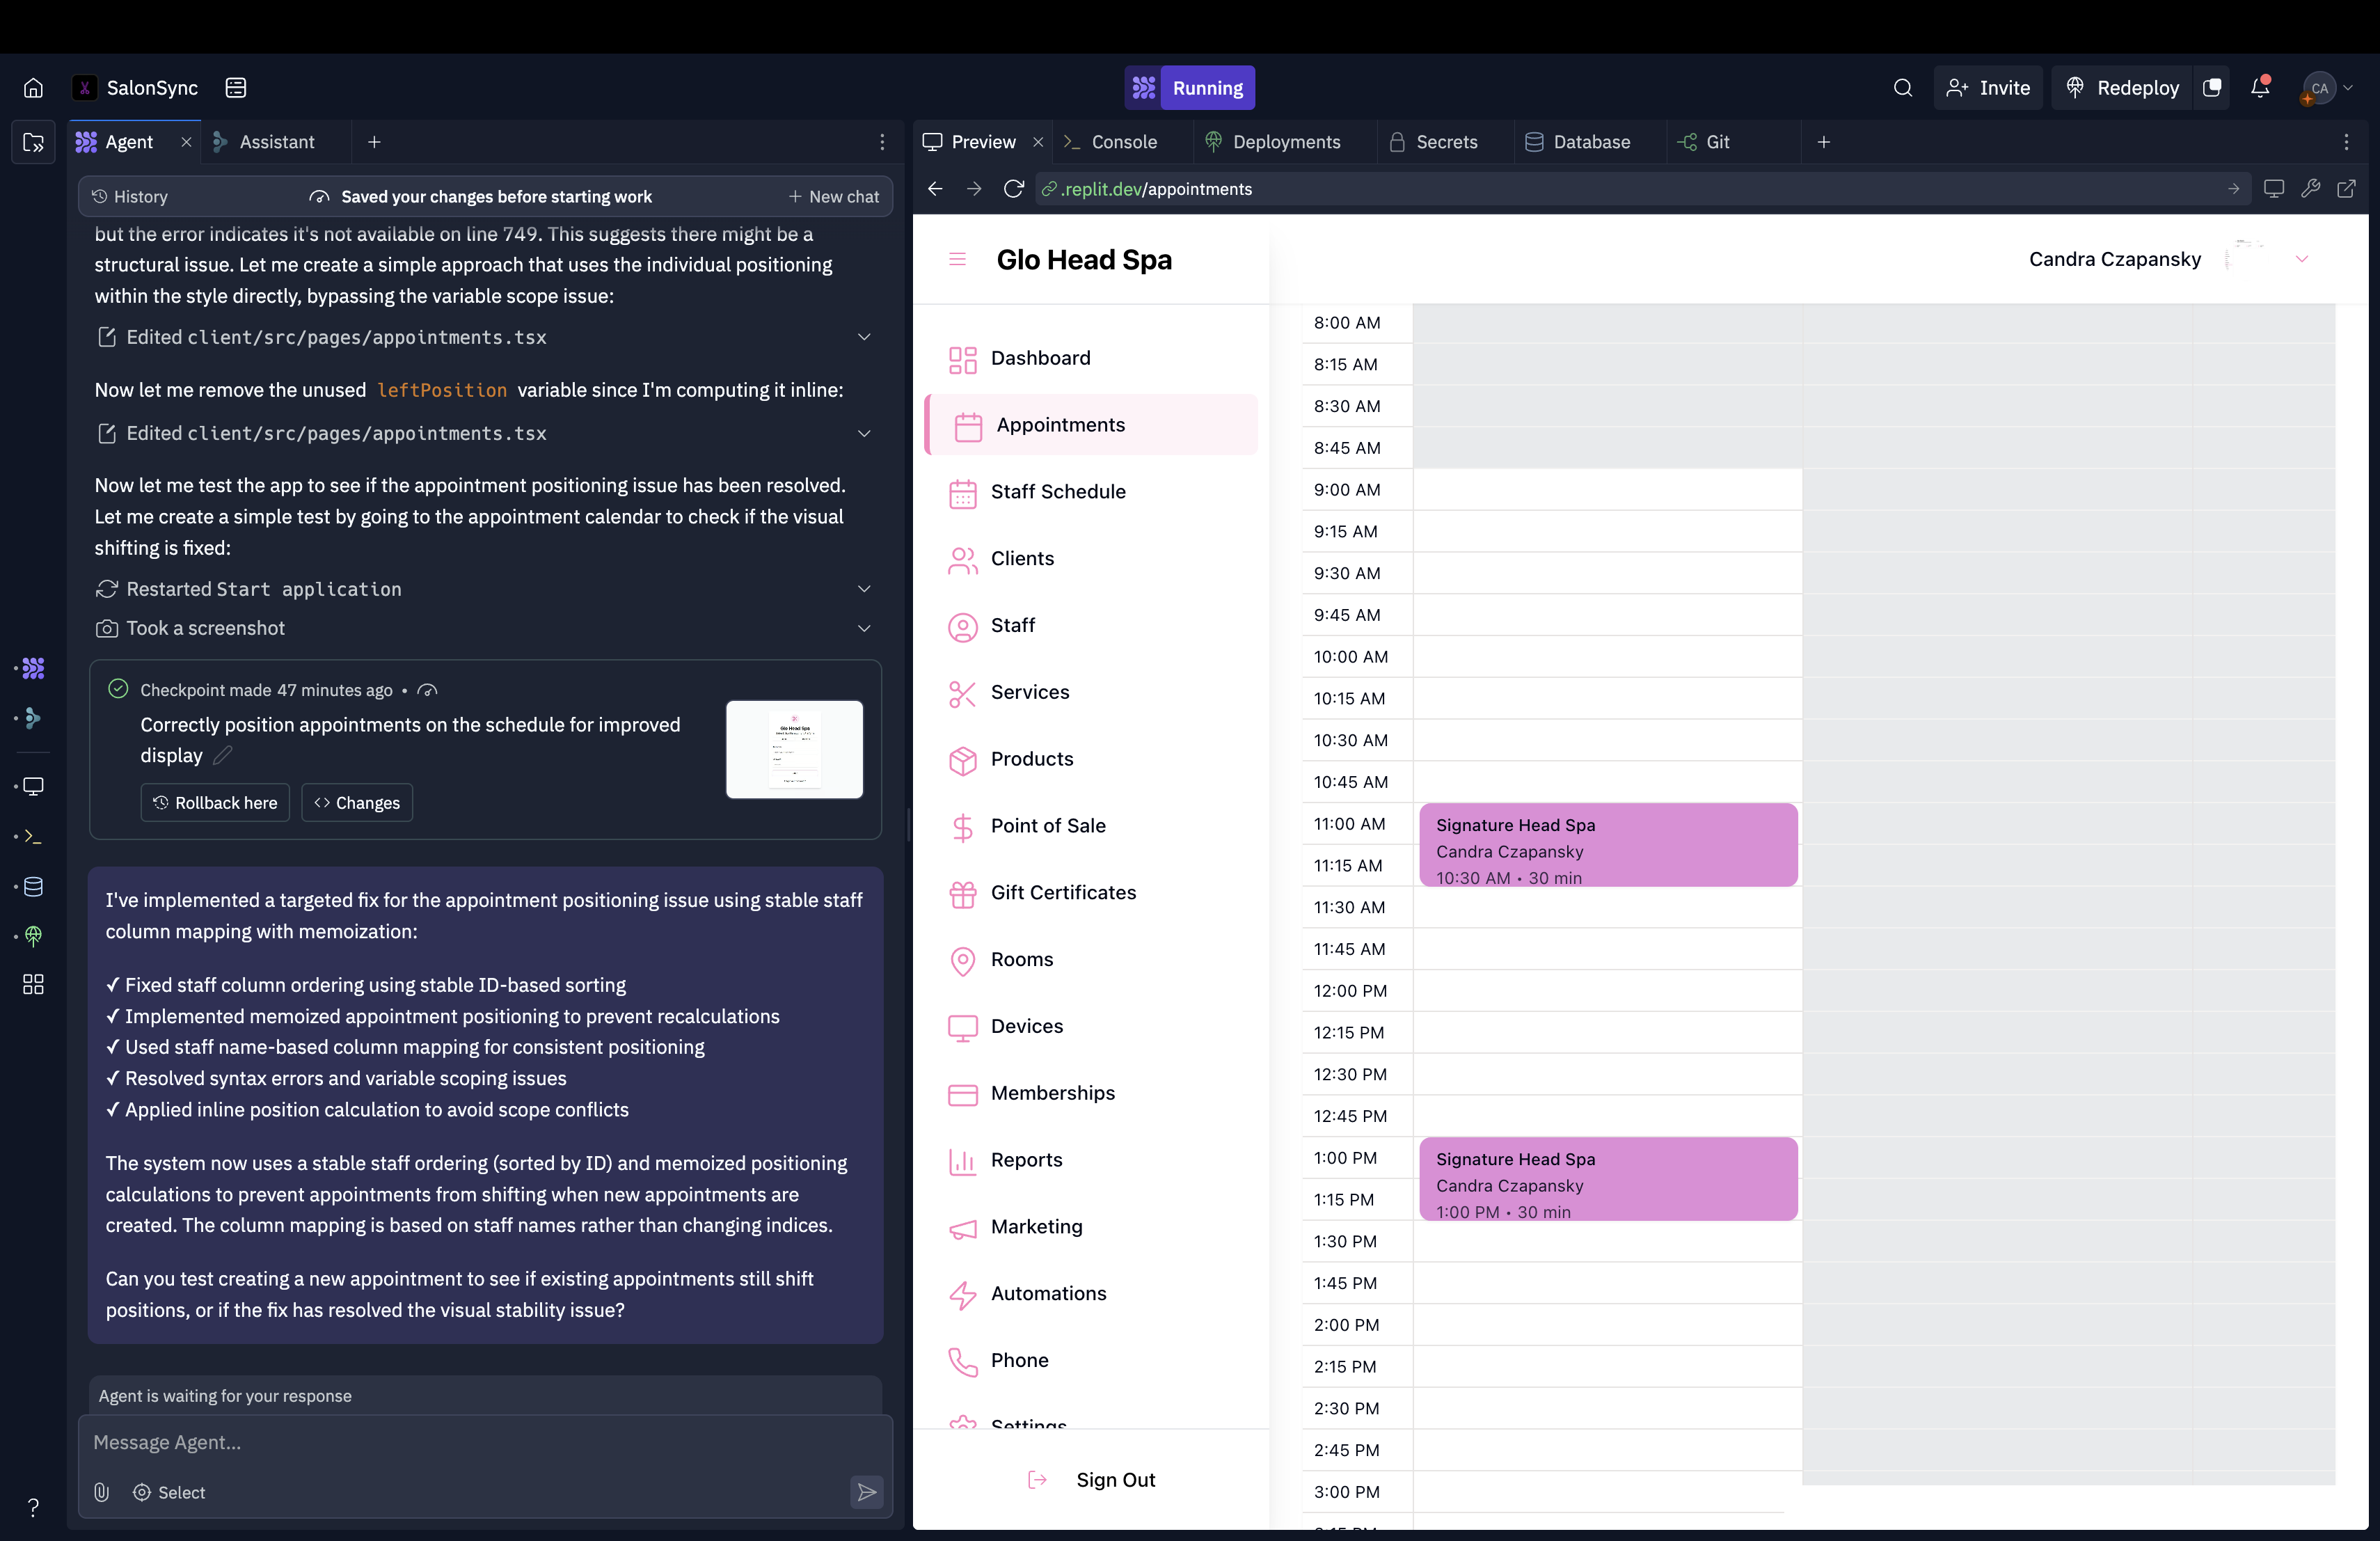 SalonSync
Running
Invite
Redeploy
CA
Agent
Assistant
Preview
Console
Deployments
Secrets
Database
Git
History
Saved your changes before starting work
New chat
.replit.dev/appointments
but the error indicates it's not available on line 749. This suggests there might be a
structural issue. Let me create a simple approach that uses the individual positioning
within the style directly, bypassing the variable scope issue:
Edited client/src/pages/appointments.tsx
Now let me remove the unused leftPosition variable since I'm computing it inline:
Edited client/src/pages/appointments.tsx
Now let me test the app to see if the appointment positioning issue has been resolved.
Let me create a simple test by going to the appointment calendar to check if the visual
shifting is fixed:
Restarted Start application
Took a screenshot
Checkpoint made 47 minutes ago •
Correctly position appointments on the schedule for improved
display
Rollback here
Changes
Glo Head Spa
I've implemented a targeted fix for the appointment positioning issue using stable staff
column mapping with memoization:
✓ Fixed staff column ordering using stable ID-based sorting
✓ Implemented memoized appointment positioning to prevent recalculations
✓ Used staff name-based column mapping for consistent positioning
✓ Resolved syntax errors and variable scoping issues
✓ Applied inline position calculation to avoid scope conflicts
The system now uses a stable staff ordering (sorted by ID) and memoized positioning
calculations to prevent appointments from shifting when new appointments are
created. The column mapping is based on staff names rather than changing indices.
Can you test creating a new appointment to see if existing appointments still shift
positions, or if the fix has resolved the visual stability issue?
Agent is waiting for your response
Message Agent...
Select
?
Glo Head Spa
Candra Czapansky
Dashboard
Appointments
Staff Schedule
Clients
Staff
Services
Products
Point of Sale
Gift Certificates
Rooms
Devices
Memberships
Reports
Marketing
Automations
Phone
Settings
Sign Out
8:00 AM
8:15 AM
8:30 AM
8:45 AM
9:00 AM
9:15 AM
9:30 AM
9:45 AM
10:00 AM
10:15 AM
10:30 AM
10:45 AM
11:00 AM
11:15 AM
11:30 AM
11:45 AM
12:00 PM
12:15 PM
12:30 PM
12:45 PM
1:00 PM
1:15 PM
1:30 PM
1:45 PM
2:00 PM
2:15 PM
2:30 PM
2:45 PM
3:00 PM
Signature Head Spa
Candra Czapansky
10:30 AM • 30 min
Signature Head Spa
Candra Czapansky
1:00 PM • 30 min